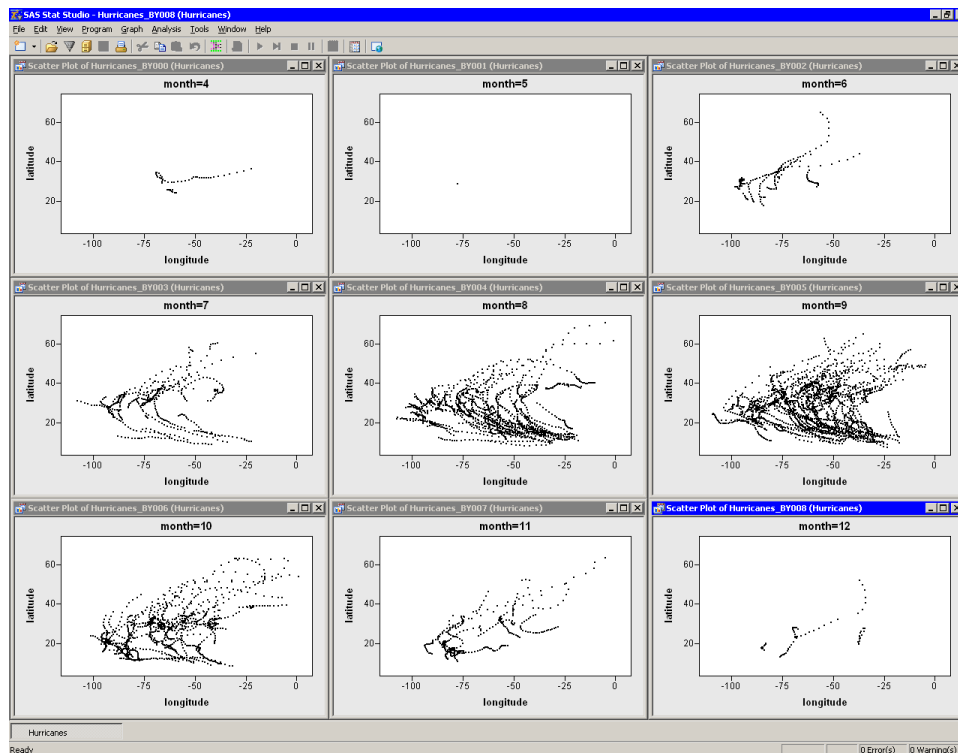 SAS Stat Studio - Hurricanes_BY008 (Hurricanes)
File Edit View Program Graph Analysis Tools Window Help
Scatter Plot of Hurricanes_BY000 (Hurricanes)
month=4
60
40
20
latitude
-100 -75 -50 -25 0
longitude
Scatter Plot of Hurricanes_BY001 (Hurricanes)
month=5
60
40
20
latitude
-100 -75 -50 -25 0
longitude
Scatter Plot of Hurricanes_BY002 (Hurricanes)
month=6
60
40
20
latitude
-100 -75 -50 -25 0
longitude
Scatter Plot of Hurricanes_BY003 (Hurricanes)
month=7
60
40
20
latitude
-100 -75 -50 -25 0
longitude
Scatter Plot of Hurricanes_BY004 (Hurricanes)
month=8
60
40
20
latitude
-100 -75 -50 -25 0
longitude
Scatter Plot of Hurricanes_BY005 (Hurricanes)
month=9
60
40
20
latitude
-100 -75 -50 -25 0
longitude
Scatter Plot of Hurricanes_BY006 (Hurricanes)
month=10
60
40
20
latitude
-100 -75 -50 -25 0
longitude
Scatter Plot of Hurricanes_BY007 (Hurricanes)
month=11
60
40
20
latitude
-100 -75 -50 -25 0
longitude
Scatter Plot of Hurricanes_BY008 (Hurricanes)
month=12
60
40
20
latitude
-100 -75 -50 -25 0
longitude
Hurricanes
Ready 0 Error(s) 0 Warning(s)